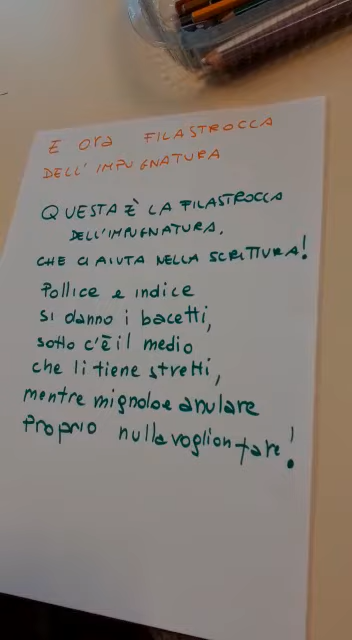 E ORA FILASTROCCA
DELL'IMPUGNATURA
QUESTA È LA FILASTROCCA
DELL'IMPUGNATURA,
CHE CI AIUTA NELLA SCRITTURA!
Pollice e indice
si danno i bacetti,
sotto c'è il medio
che li tiene stretti,
mentre mignolo e anulare
proprio nulla voglion fare!